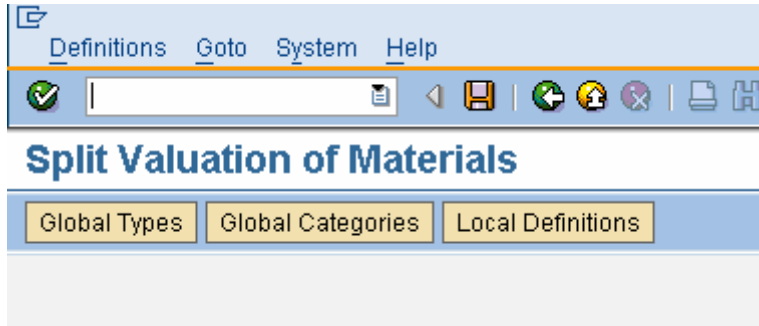 Definitions Goto System Help
Split Valuation of Materials
Global Types Global Categories Local Definitions